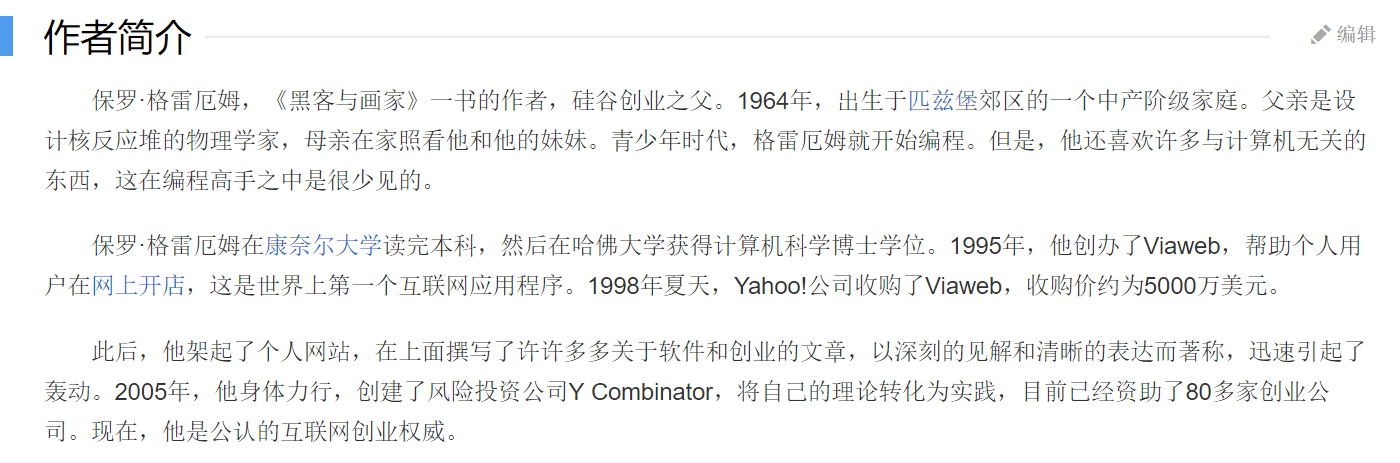 作者简介
编辑
保罗·格雷厄姆，《黑客与画家》一书的作者，硅谷创业之父。1964年，出生于匹兹堡郊区的一个中产阶级家庭。父亲是设
计核反应堆的物理学家，母亲在家照看他和他的妹妹。青少年时代，格雷厄姆就开始编程。但是，他还喜欢许多与计算机无关的
东西，这在编程高手之中是很少见的。
保罗·格雷厄姆在康奈尔大学读完本科，然后在哈佛大学获得计算机科学博士学位。1995年，他创办了Viaweb，帮助个人用
户在网上开店，这是世界上第一个互联网应用程序。1998年夏天，Yahoo!公司收购了Viaweb，收购价约为5000万美元。
此后，他架起了个人网站，在上面撰写了许许多多关于软件和创业的文章，以深刻的见解和清晰的表达而著称，迅速引起了
轰动。2005年，他身体力行，创建了风险投资公司Y Combinator，将自己的理论转化为实践，目前已经资助了80多家创业公
司。现在，他是公认的互联网创业权威。